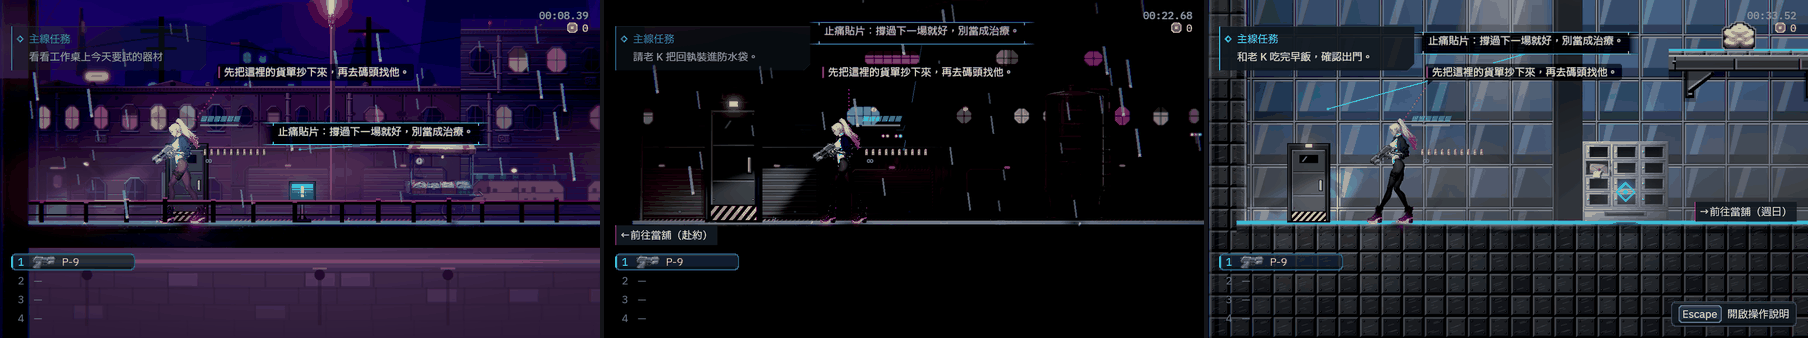 00:08.39
0
◇ 主線任務
看看工作桌上今天要試的器材
先把這裡的貨單抄下來，再去碼頭找他。
止痛貼片：撐過下一場就好，別當成治療。
1 P-9
2 —
3 —
4 —
00:22.68
0
止痛貼片：撐過下一場就好，別當成治療。
◇ 主線任務
請老 K 把回執裝進防水袋。
先把這裡的貨單抄下來，再去碼頭找他。
←前往當舖（赴約）
1 P-9
2 —
3 —
4 —
00:33.52
0
◇ 主線任務
和老 K 吃完早飯，確認出門。
止痛貼片：撐過下一場就好，別當成治療。
先把這裡的貨單抄下來，再去碼頭找他。
→前往當舖（週日）
1 P-9
2 —
3 —
4 —
Escape 開啟操作說明